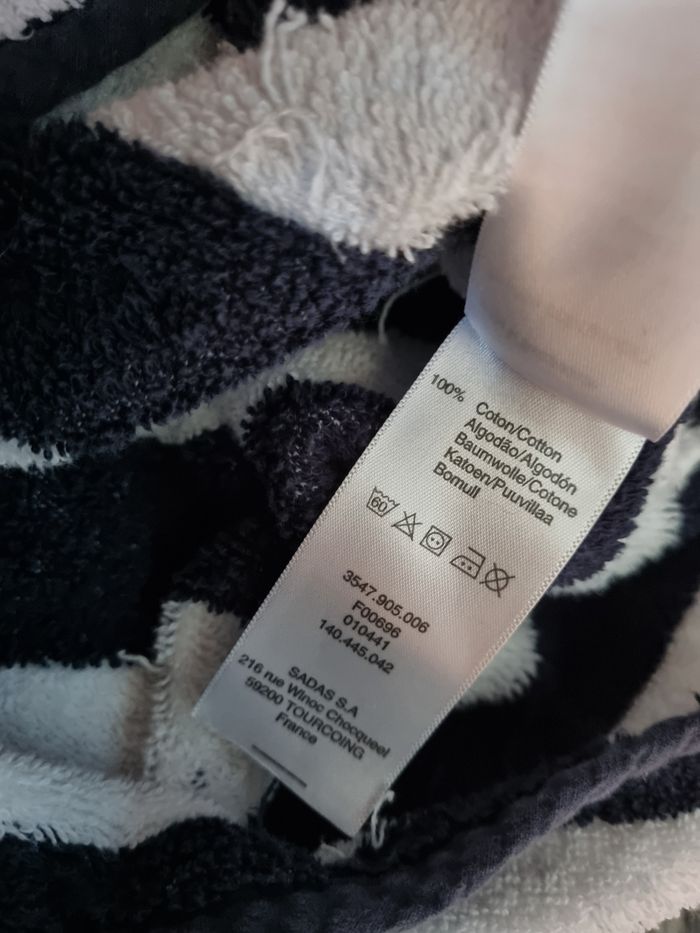 100% Coton/Cotton
Algodão/Algodón
Baumwolle/Cotone
Katoen/Puuvillaa
Bomull
60
3547.905.006
F00696
010441
140.445.042
SADAS S.A
216 rue Winoc Chocqueel
59200 TOURCOING
France